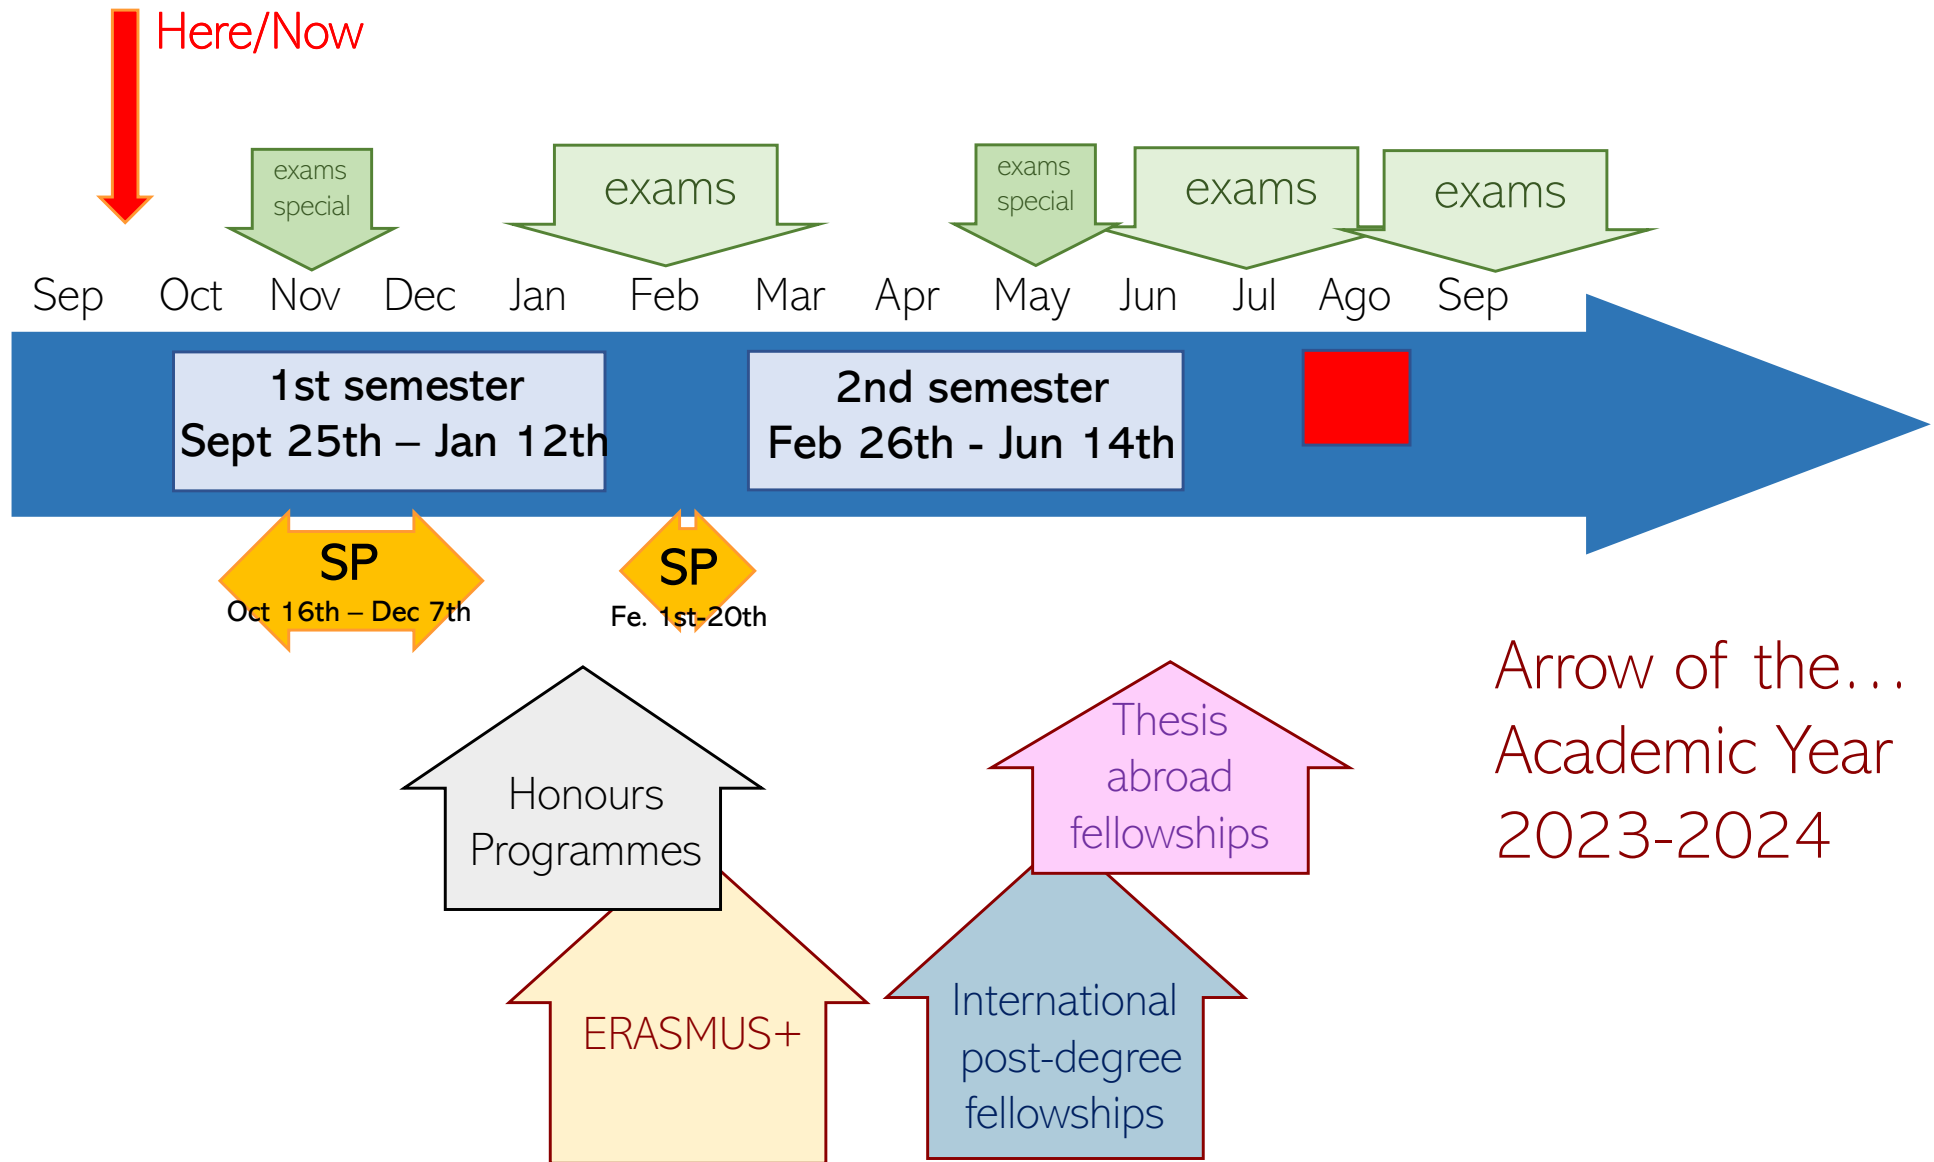 Here/Now
exams
special
exams
exams
special
exams
exams
Sep Oct Nov Dec Jan Feb Mar Apr May Jun Jul Ago Sep
1st semester
Sept 25th – Jan 12th
2nd semester
Feb 26th - Jun 14th
SP
Oct 16th – Dec 7th
SP
Fe. 1st-20th
Honours
Programmes
ERASMUS+
Thesis
abroad
fellowships
International
post-degree
fellowships
Arrow of the...
Academic Year
2023-2024